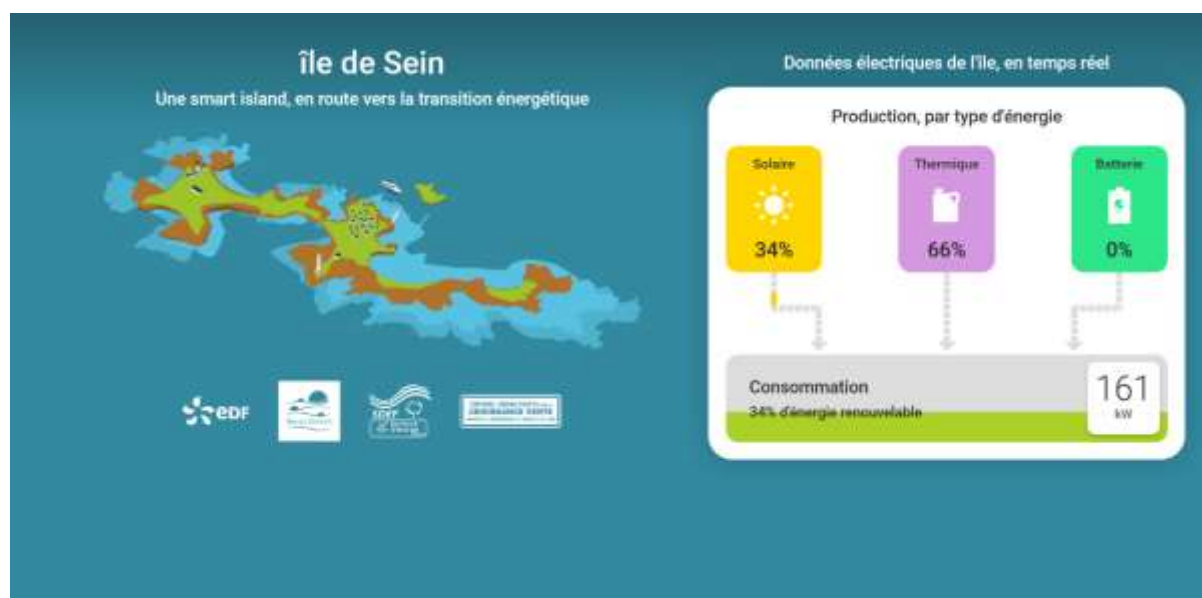 île de Sein
Une smart island, en route vers la transition énergétique
eDF
Données électriques de l'île, en temps réel
Production, par type d'énergie
Solaire
34%
Thermique
66%
Batterie
0%
Consommation
34% d'énergie renouvelable
161
kW